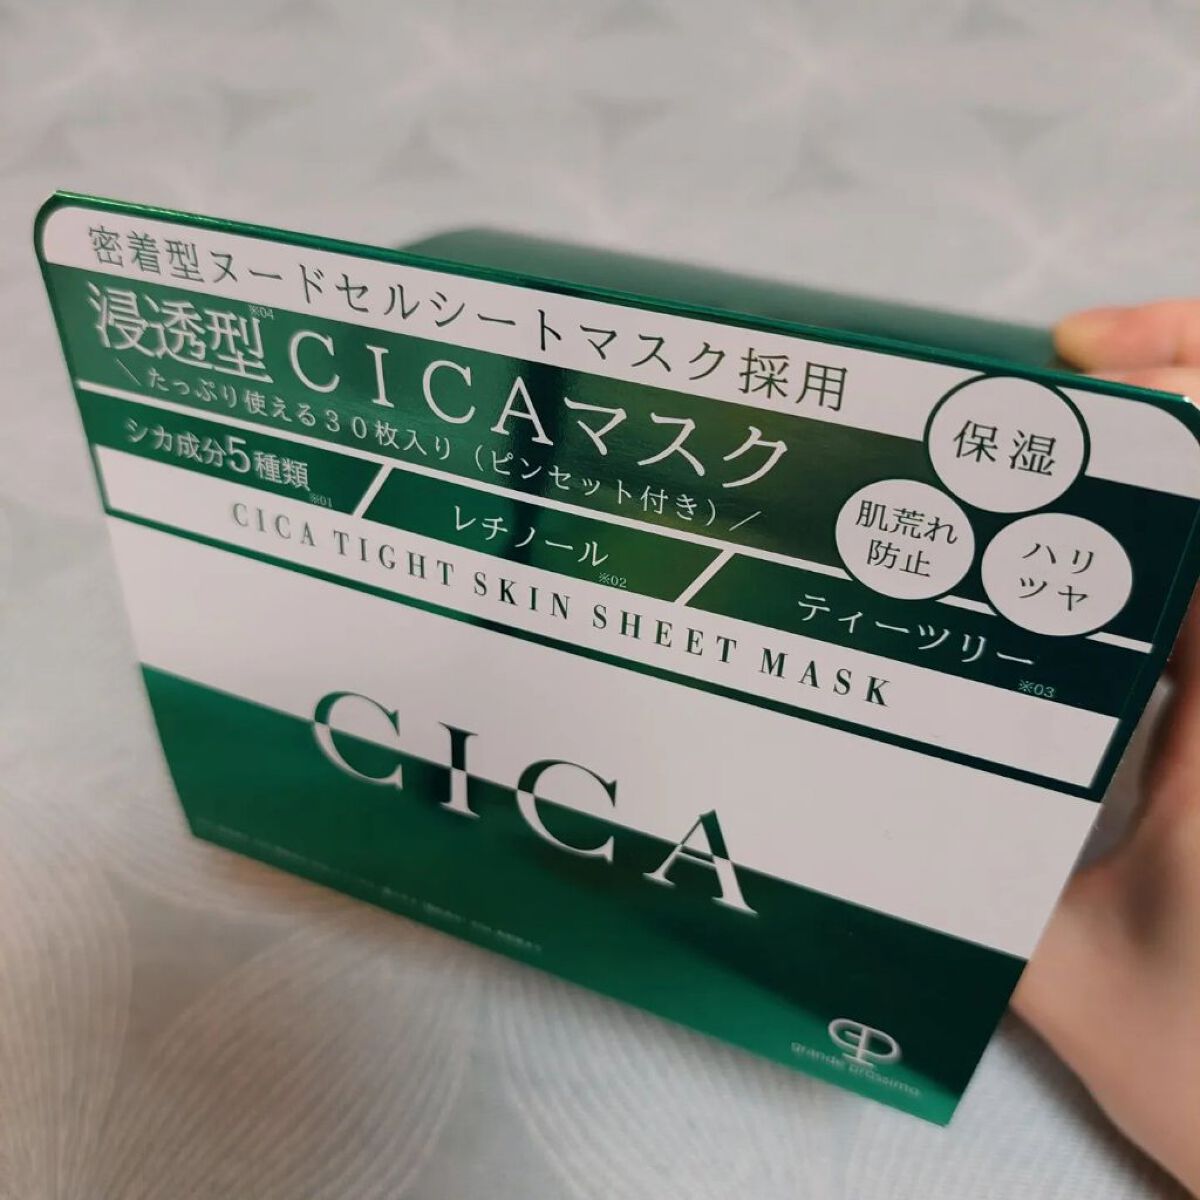 密着型ヌードセルシートマスク採用
浸透型※04 CICAマスク
＼たっぷり使える30枚入り（ピンセット付き）／
保湿
肌荒れ
防止
ハリ
ツヤ
シカ成分5種類※01
レチノール※02
ティーツリー※03
CICA TIGHT SKIN SHEET MASK
CICA
GP
grande prossimo